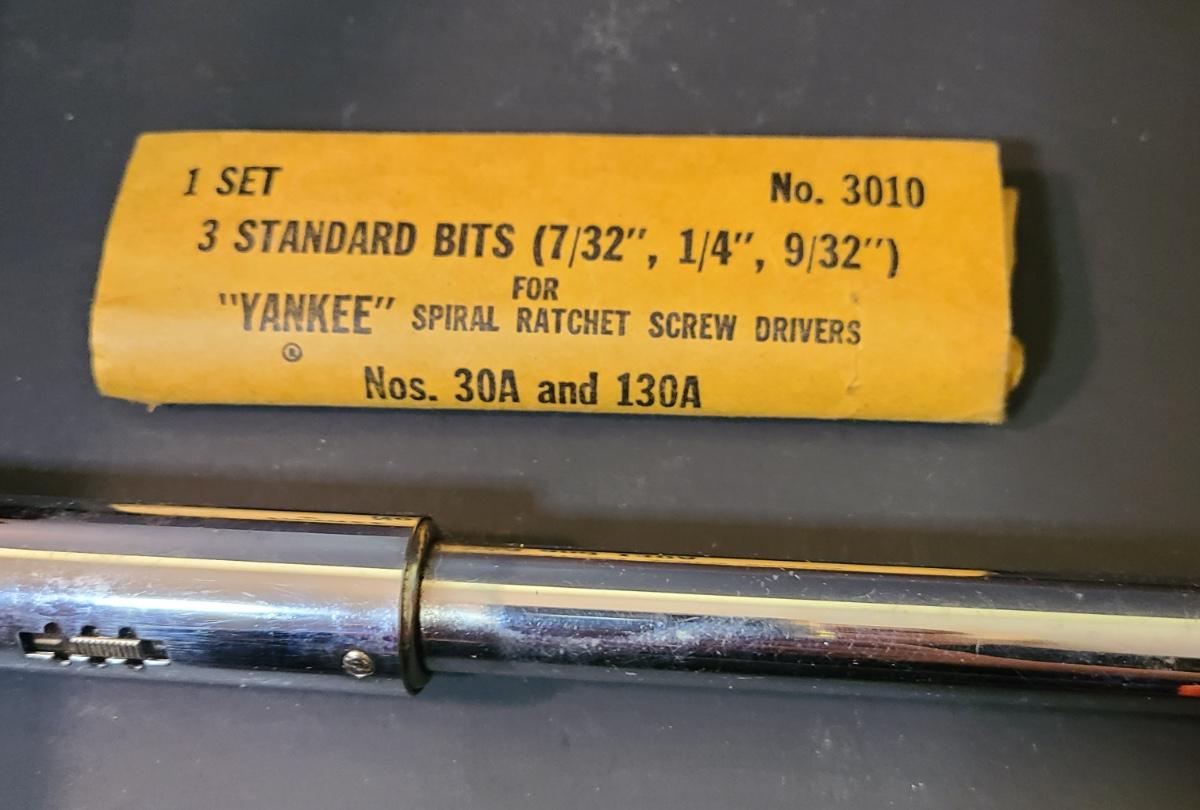 1 SET No. 3010
3 STANDARD BITS (7/32", 1/4", 9/32")
FOR
"YANKEE" SPIRAL RATCHET SCREW DRIVERS
®
Nos. 30A and 130A